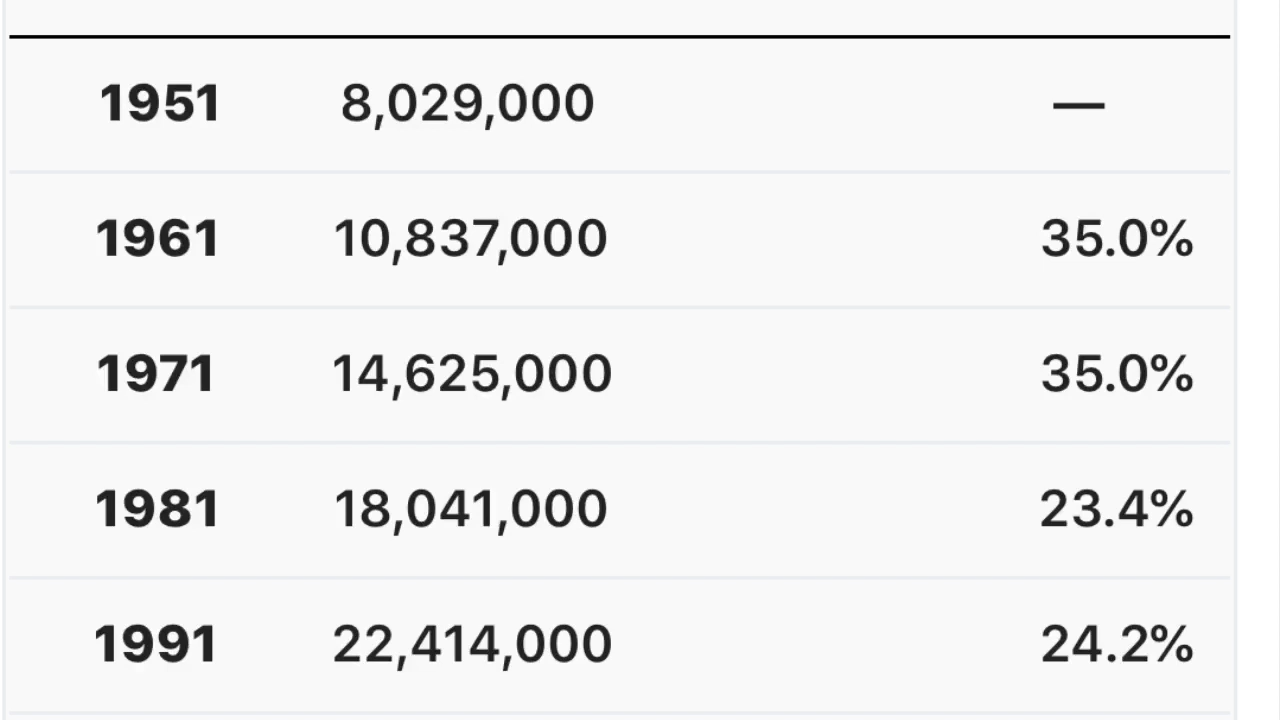 1951 8,029,000 —
1961 10,837,000 35.0%
1971 14,625,000 35.0%
1981 18,041,000 23.4%
1991 22,414,000 24.2%